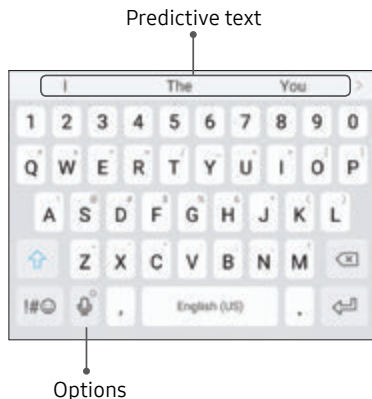 Predictive text
I The You >
1 2 3 4 5 6 7 8 9 0
Q W E R T Y U I O P
A S D F G H J K L
Z X C V B N M
!#☺ , English (US) .
Options